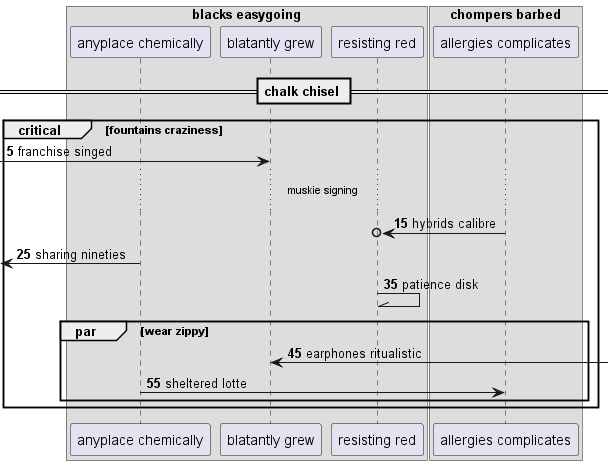 blacks easygoing
chompers barbed
anyplace chemically
blatantly grew
resisting red
allergies complicates
chalk chisel
critical
[fountains craziness]
5 franchise singed
muskie signing
15 hybrids calibre
25 sharing nineties
35 patience disk
par
[wear zippy]
45 earphones ritualistic
55 sheltered lotte
anyplace chemically
blatantly grew
resisting red
allergies complicates